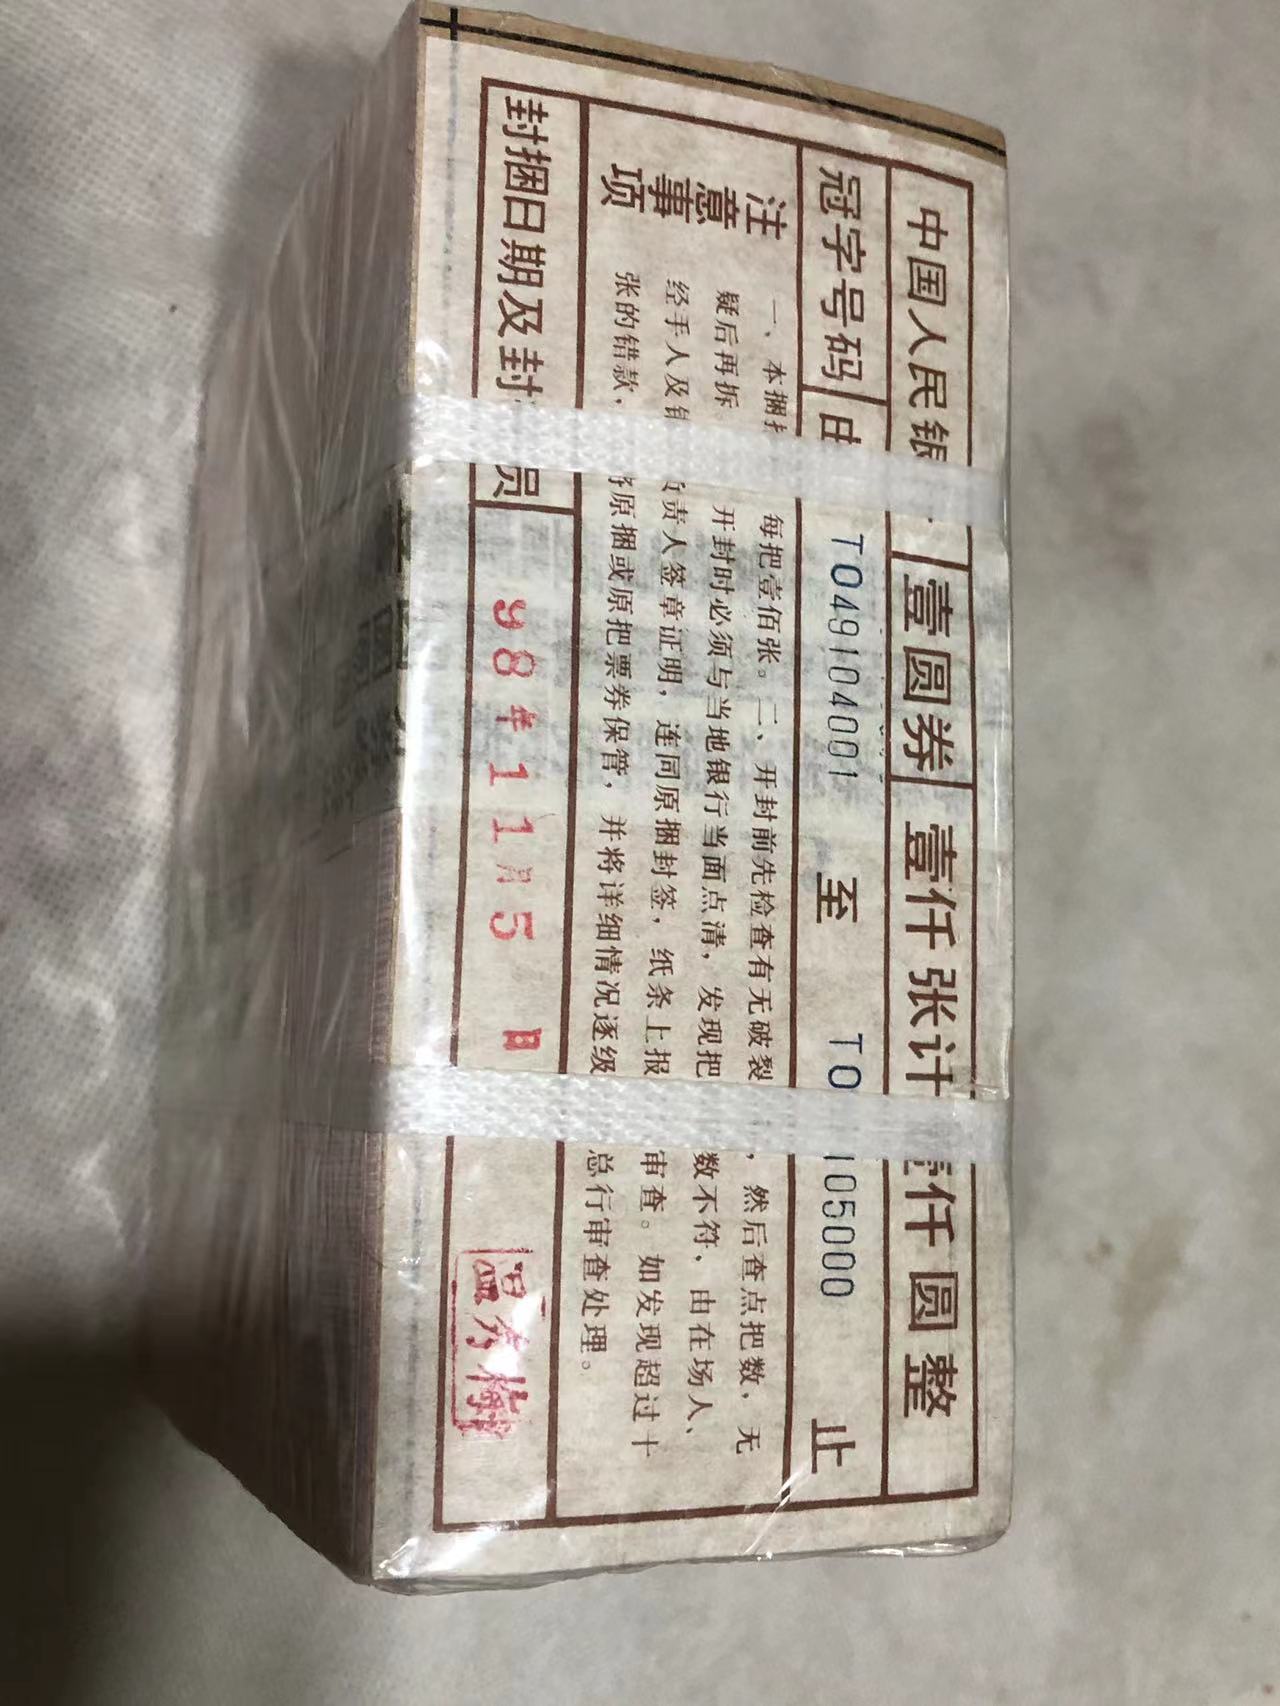 中国人民银 壹圆券 壹仟张计 仟圆整
冠字号码 由 TO49104001 至 TO 105000 止
注意事项
一、本捆 每把壹佰张。二、开封前先检查有无破裂 ，然后查点把数，无
疑后再拆 开封时必须与当地银行当面点清，发现把 数不符，由在场人、
经手人及 责人签章证明，连同原捆封签，纸条上报 审查。如发现超过十
张的错款， 将原捆或原把票券保管，并将详细情况逐级 总行审查处理。
封捆日期及封 员 98年11月5日